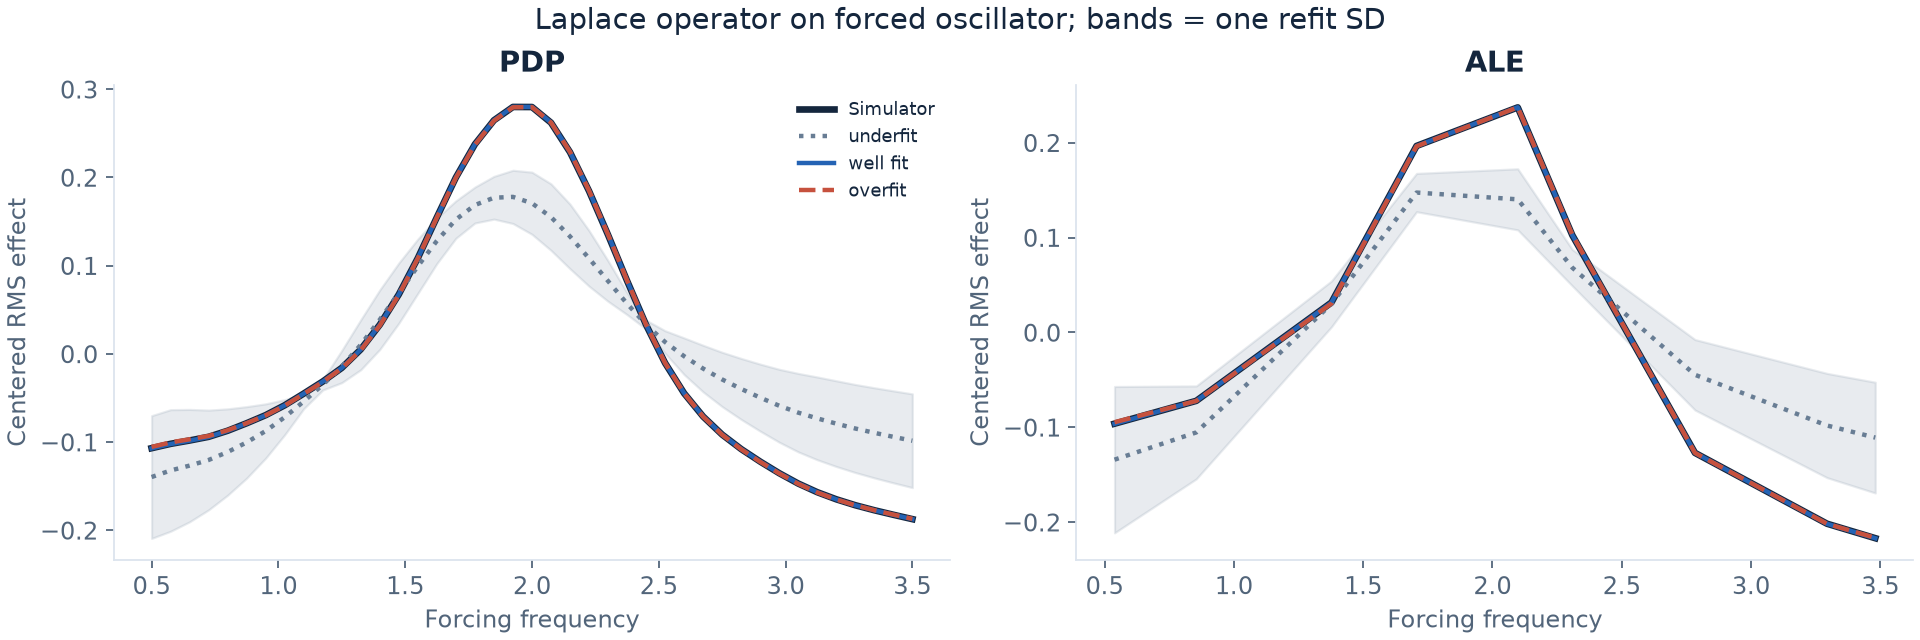 Laplace operator on forced oscillator; bands = one refit SD
PDP
Centered RMS effect
0.3
0.2
0.1
0.0
−0.1
−0.2
Simulator
underfit
well fit
overfit
0.5 1.0 1.5 2.0 2.5 3.0 3.5
Forcing frequency
ALE
Centered RMS effect
0.2
0.1
0.0
−0.1
−0.2
0.5 1.0 1.5 2.0 2.5 3.0 3.5
Forcing frequency